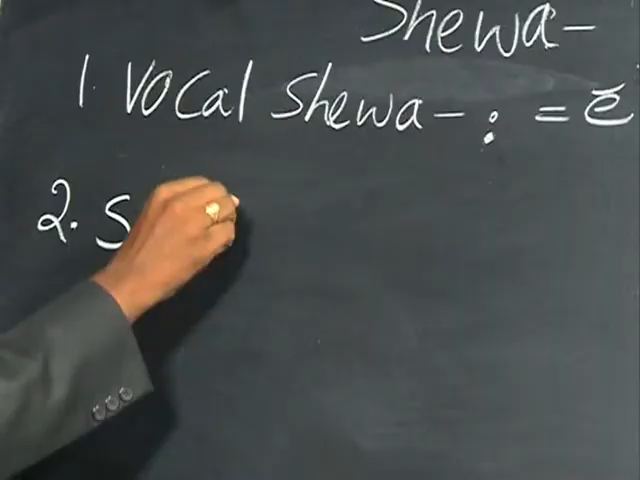 Shewa-
1. Vocal Shewa - : = ē
2. S